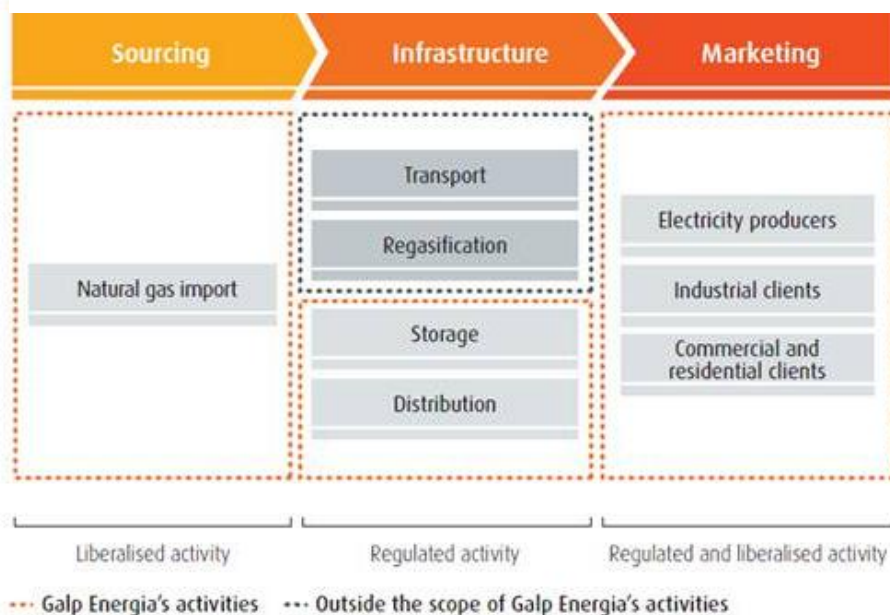 Sourcing
Infrastructure
Marketing
Natural gas import
Transport
Regasification
Storage
Distribution
Electricity producers
Industrial clients
Commercial and
residential clients
Liberalised activity
Regulated activity
Regulated and liberalised activity
Galp Energia's activities
Outside the scope of Galp Energia's activities